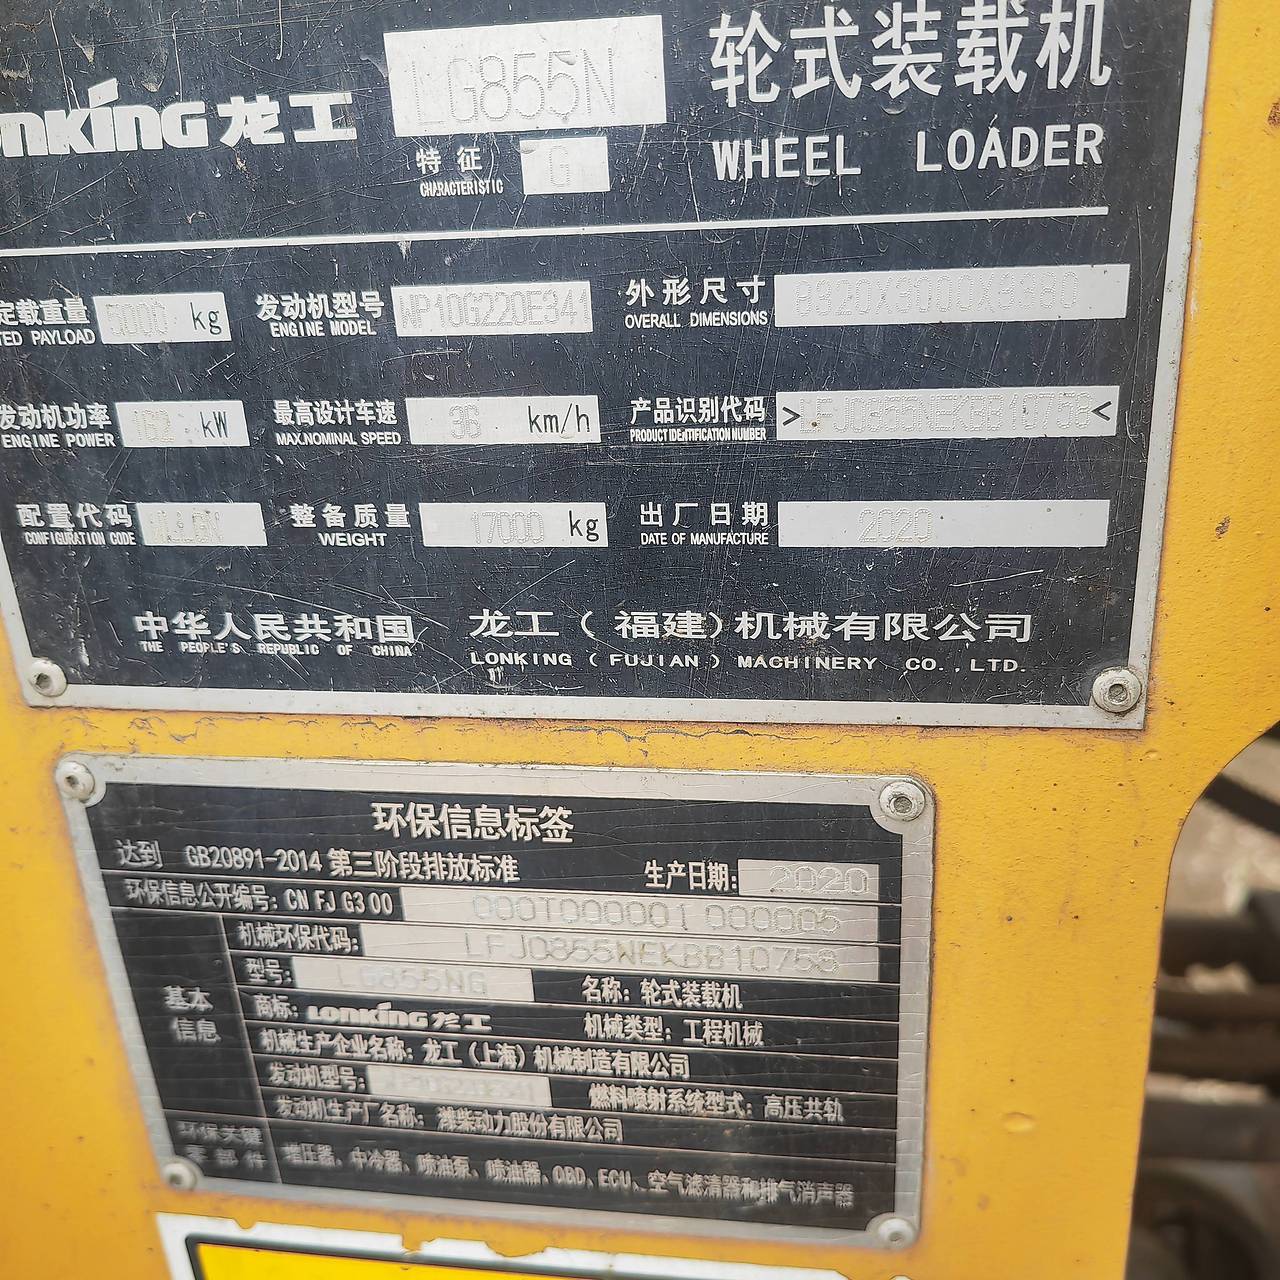 LONKING 龙工 LG855N 轮式装载机
特征 G WHEEL LOADER
CHARACTERISTIC
定载重量 5000 kg 发动机型号 WP10G220E341 外形尺寸
TED PAYLOAD ENGINE MODEL OVERALL DIMENSIONS
发动机功率 162 kW 最高设计车速 36 km/h 产品识别代码 >LFJ0855NEKBB10758<
ENGINE POWER MAX.NOMINAL SPEED PRODUCT IDENTIFICATION NUMBER
配置代码 整备质量 17000 kg 出厂日期 2020
CONFIGURATION CODE WEIGHT DATE OF MANUFACTURE
中华人民共和国 龙工(福建)机械有限公司
THE PEOPLE'S REPUBLIC OF CHINA LONKING (FUJIAN) MACHINERY CO.,LTD.
环保信息标签
达到 GB20891-2014 第三阶段排放标准 生产日期: 2020
环保信息公开编号: CN FJ G3 00 000T000001 000005
机械环保代码: LFJ0855NEKBB10758
型号: LG855NG 名称: 轮式装载机
基本信息
商标: LONKING 龙工 机械类型: 工程机械
机械生产企业名称: 龙工(上海)机械制造有限公司
发动机型号: WP10G220E341 燃料喷射系统型式: 高压共轨
发动机生产厂名称: 潍柴动力股份有限公司
环保关键零部件 增压器、中冷器、喷油泵、喷油器、OBD、ECU、空气滤清器和排气消声器